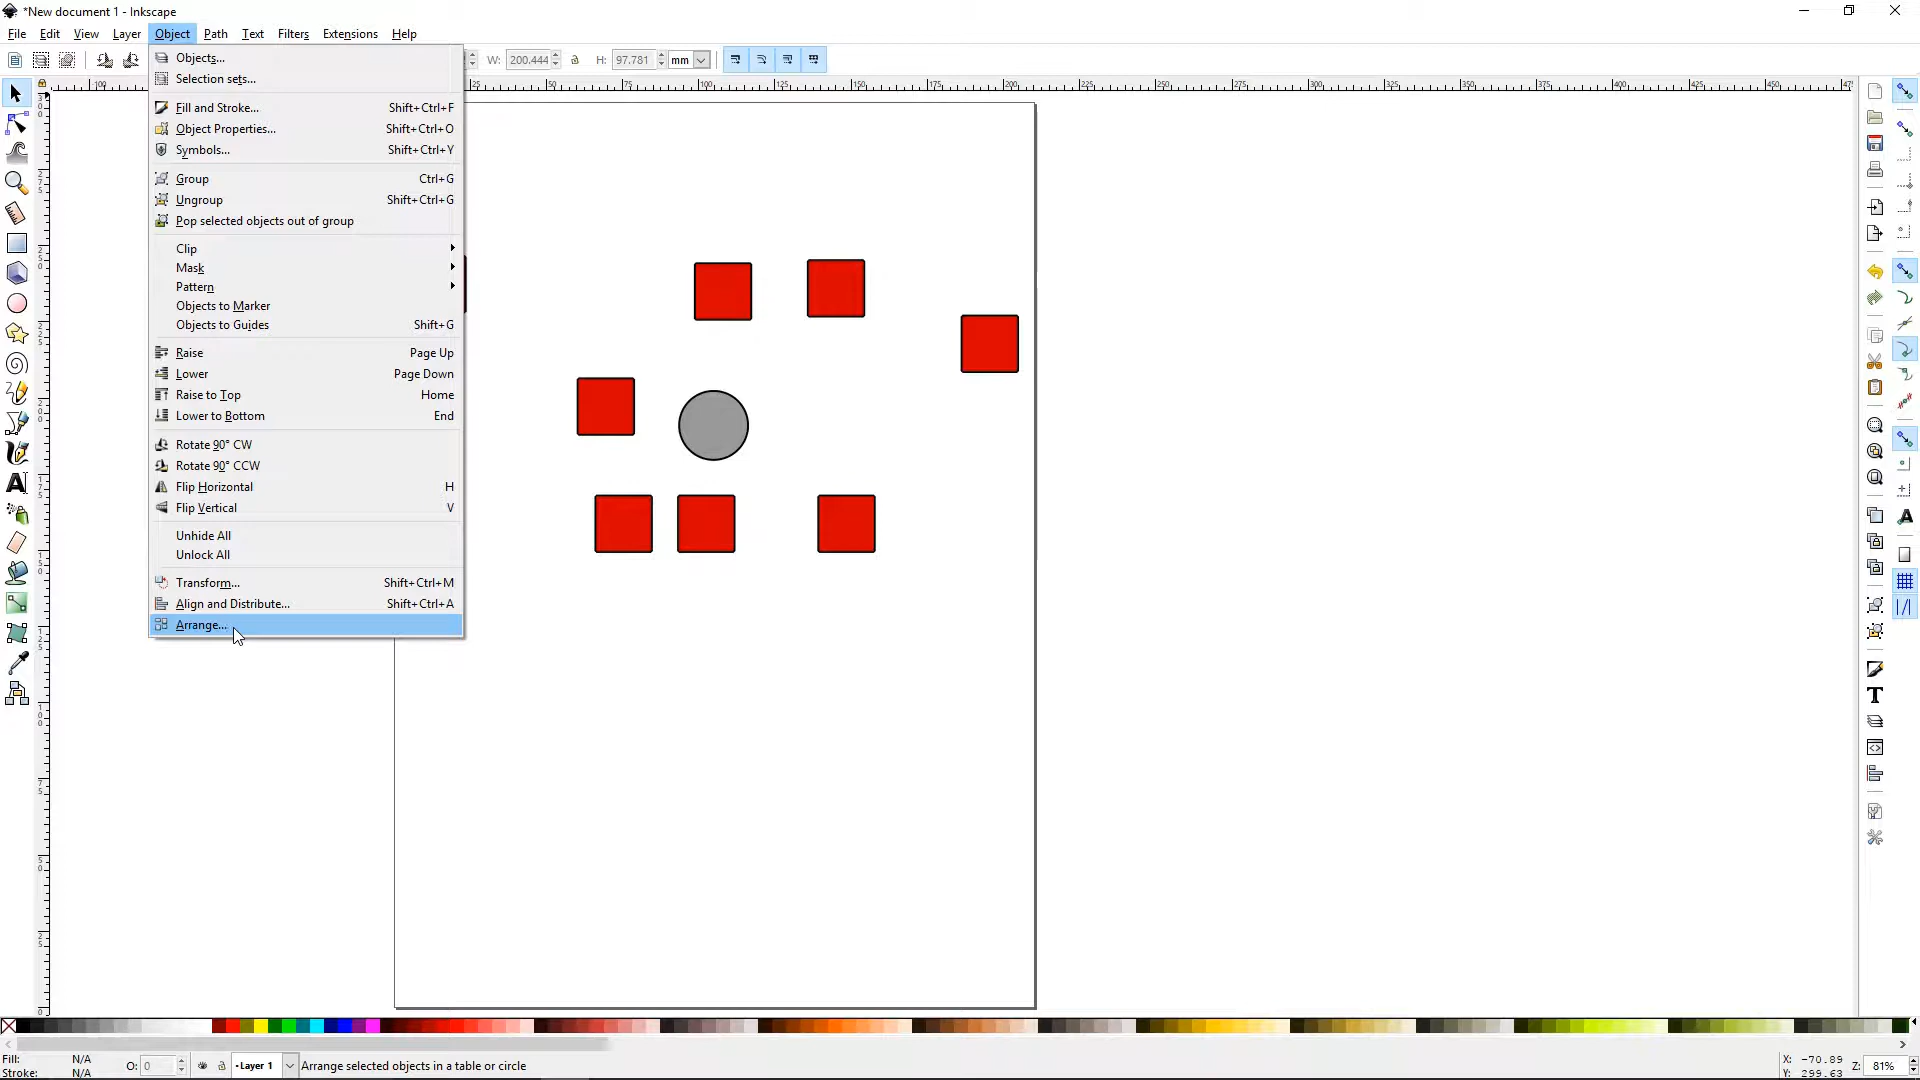 *New document 1 - Inkscape
File Edit View Layer Object Path Text Filters Extensions Help
W: 200.444 H: 97.781 mm
Objects...
Selection sets...
Fill and Stroke... Shift+Ctrl+F
Object Properties... Shift+Ctrl+O
Symbols... Shift+Ctrl+Y
Group Ctrl+G
Ungroup Shift+Ctrl+G
Pop selected objects out of group
Clip
Mask
Pattern
Objects to Marker
Objects to Guides Shift+G
Raise Page Up
Lower Page Down
Raise to Top Home
Lower to Bottom End
Rotate 90° CW
Rotate 90° CCW
Flip Horizontal H
Flip Vertical V
Unhide All
Unlock All
Transform... Shift+Ctrl+M
Align and Distribute... Shift+Ctrl+A
Arrange...
Fill: N/A O: 0 Layer 1 Arrange selected objects in a table or circle X: -70.89 Z: 81%
Stroke: N/A Y: 299.63